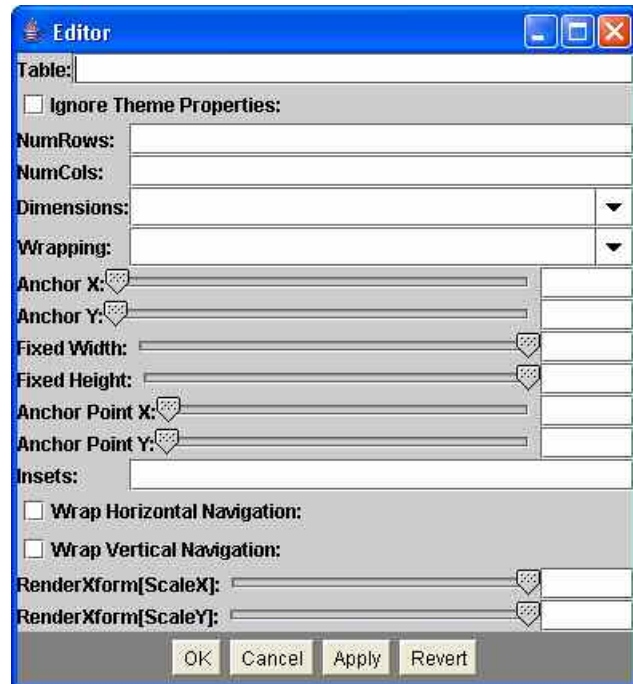 Editor
Table:
Ignore Theme Properties:
NumRows:
NumCols:
Dimensions:
Wrapping:
Anchor X:
Anchor Y:
Fixed Width:
Fixed Height:
Anchor Point X:
Anchor Point Y:
Insets:
Wrap Horizontal Navigation:
Wrap Vertical Navigation:
RenderXform[ScaleX]:
RenderXform[ScaleY]:
OK Cancel Apply Revert